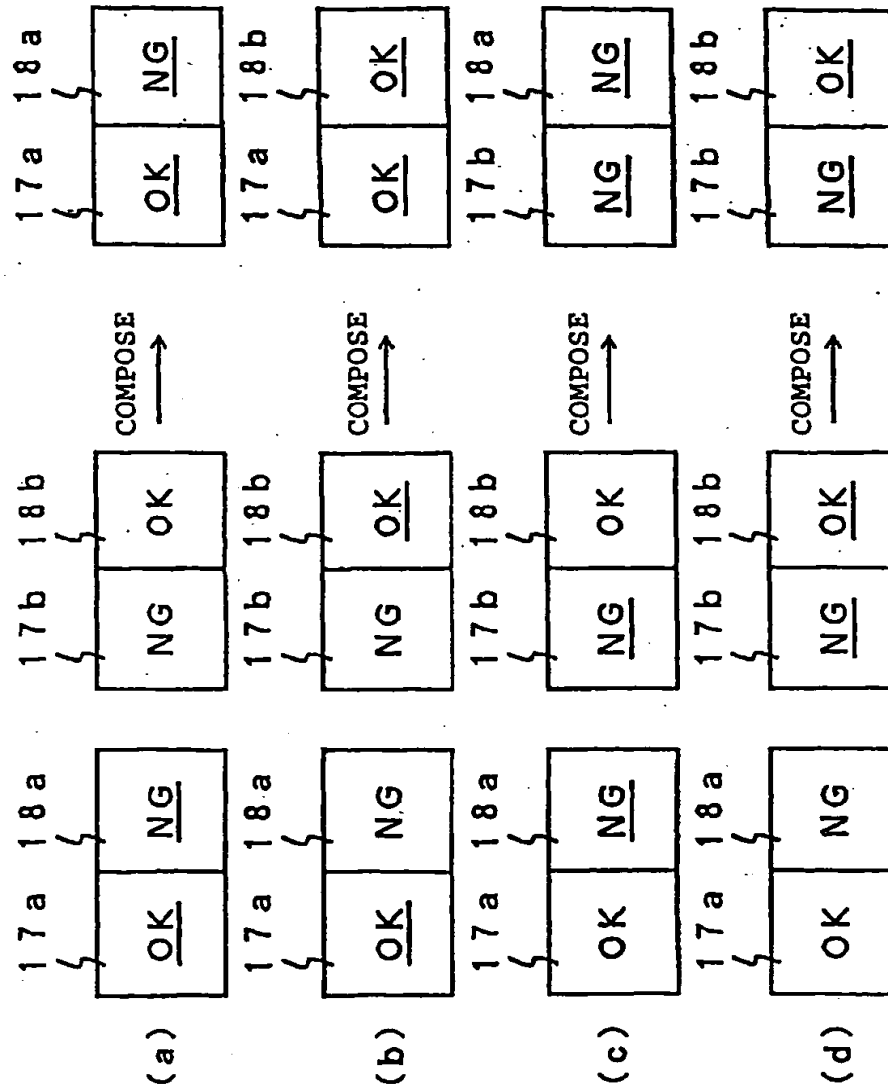 17a 18a 17b 18b 17a 18a
COMPOSE
(a) OK NG NG OK → OK NG
17a 18a 17b 18b 17a 18b
COMPOSE
(b) OK NG NG OK → OK OK
17a 18a 17b 18b 17b 18a
COMPOSE
(c) OK NG NG OK → NG NG
17a 18a 17b 18b 17b 18b
COMPOSE
(d) OK NG NG OK → NG OK